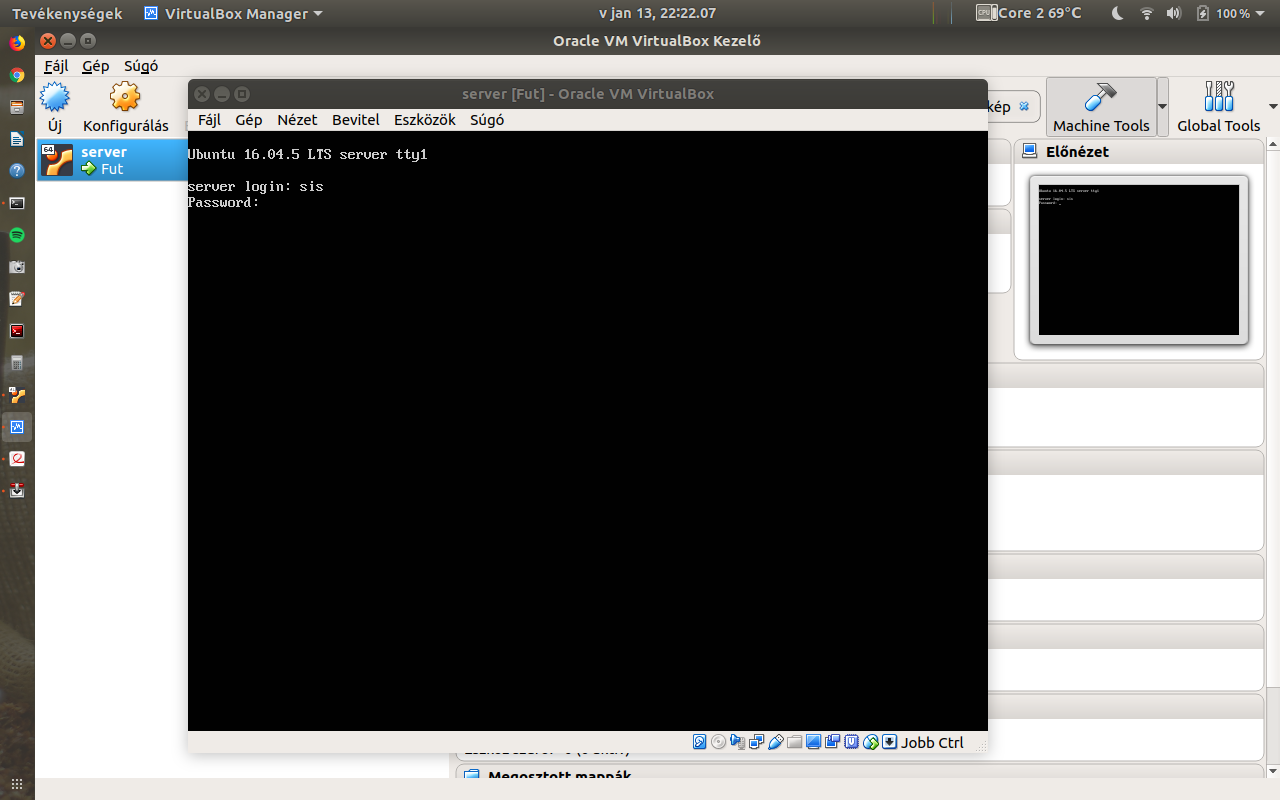 Tevékenységek VirtualBox Manager v jan 13, 22:22.07 CPU Core 2 69°C 100 %
Oracle VM VirtualBox Kezelő
Fájl Gép Súgó
Új Konfigurálás kép Machine Tools Global Tools
64 server
Fut
server [Fut] - Oracle VM VirtualBox
Fájl Gép Nézet Bevitel Eszközök Súgó
Ubuntu 16.04.5 LTS server tty1
server login: sis
Password:
Előnézet
Ubuntu 16.04.5 LTS server tty1
server login: sis
Password: _
Jobb Ctrl
Megosztott mappák